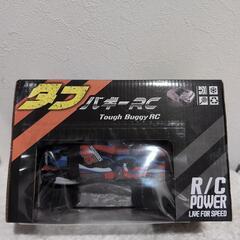 タフ バギーRC
Tough Buggy RC
R/C
POWER
LIVE FOR SPEED